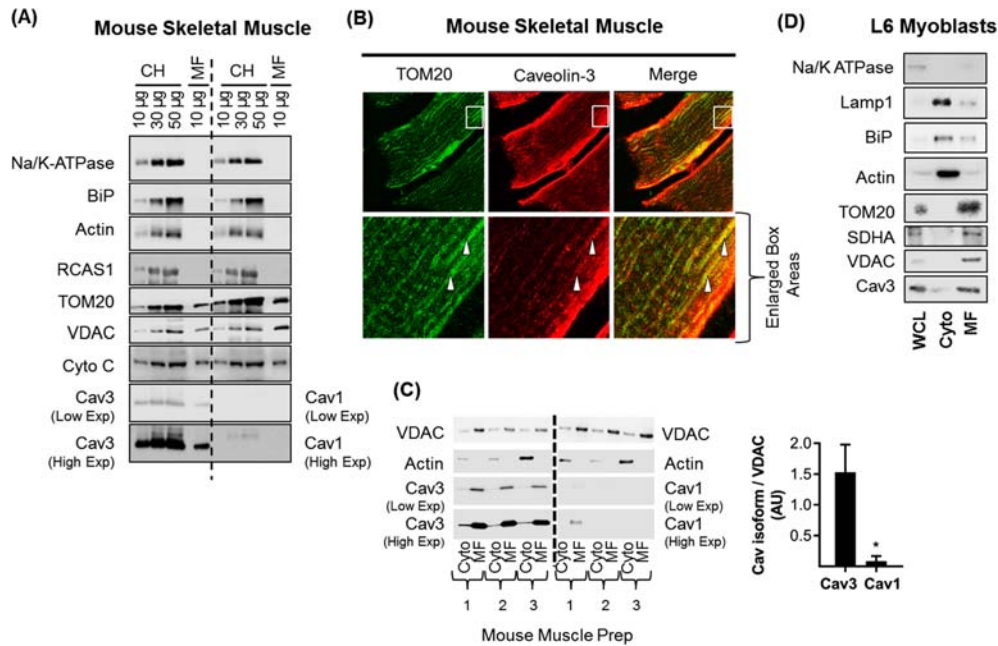 (A)
Mouse Skeletal Muscle
CH
MF
CH
MF
10 µg
30 µg
50 µg
10 µg
10 µg
30 µg
50 µg
10 µg
Na/K-ATPase
BiP
Actin
RCAS1
TOM20
VDAC
Cyto C
Cav3
(Low Exp)
Cav1
(Low Exp)
Cav3
(High Exp)
Cav1
(High Exp)
(B)
Mouse Skeletal Muscle
TOM20
Caveolin-3
Merge
Enlarged Box
Areas
(C)
VDAC
VDAC
Actin
Actin
Cav3
(Low Exp)
Cav1
(Low Exp)
Cav3
(High Exp)
Cav1
(High Exp)
Cyto
MF
Cyto
MF
Cyto
MF
Cyto
MF
Cyto
MF
Cyto
MF
1
2
3
1
2
3
Mouse Muscle Prep
Cav isoform / VDAC
(AU)
2.0
1.5
1.0
0.5
*
Cav3
Cav1
(D)
L6 Myoblasts
Na/K ATPase
Lamp1
BiP
Actin
TOM20
SDHA
VDAC
Cav3
WCL
Cyto
MF